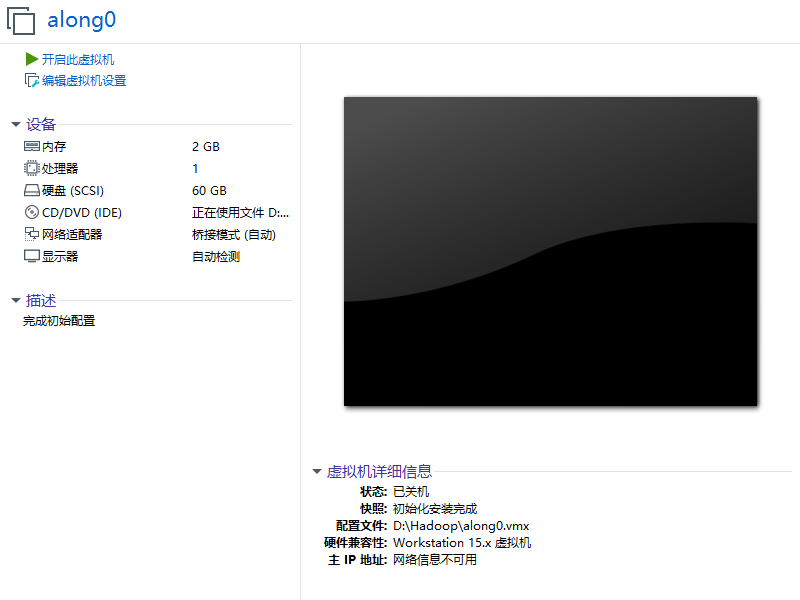 along0
开启此虚拟机
编辑虚拟机设置
设备
内存 2 GB
处理器 1
硬盘 (SCSI) 60 GB
CD/DVD (IDE) 正在使用文件 D:...
网络适配器 桥接模式 (自动)
显示器 自动检测
描述
完成初始配置
虚拟机详细信息
状态: 已关机
快照: 初始化安装完成
配置文件: D:\Hadoop\along0.vmx
硬件兼容性: Workstation 15.x 虚拟机
主 IP 地址: 网络信息不可用